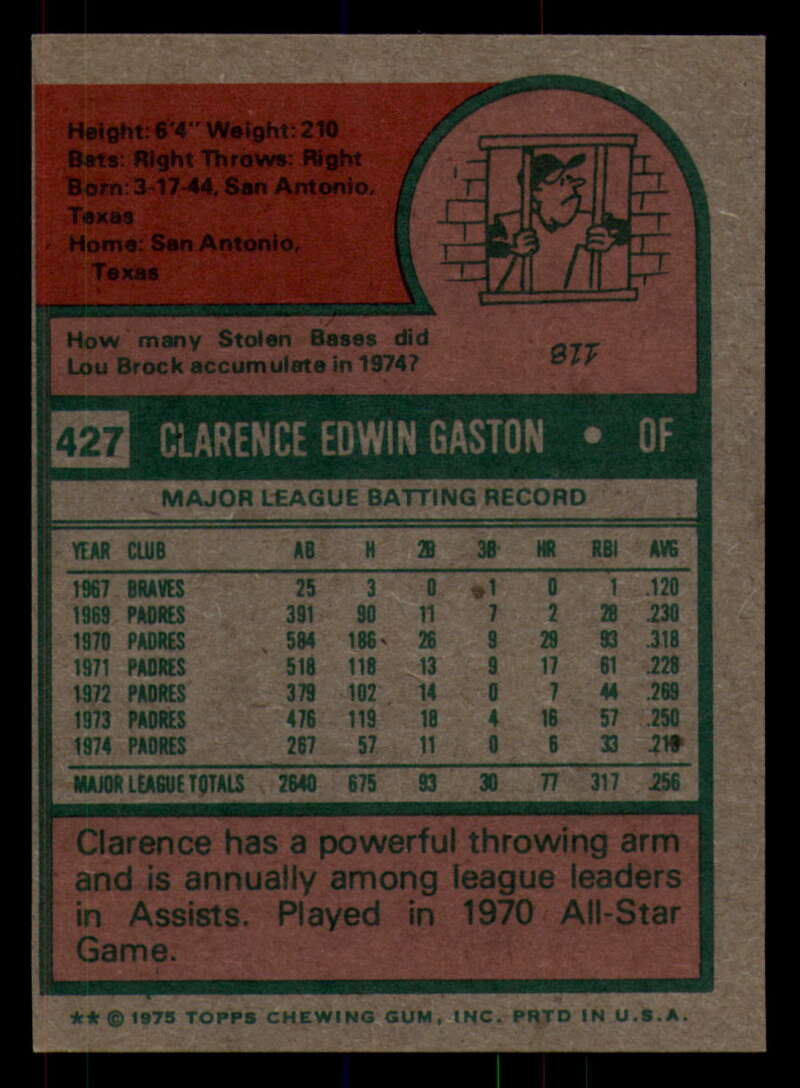 Height: 6'4" Weight: 210
Bats: Right Throws: Right
Born: 3-17-44, San Antonio,
Texas
Home: San Antonio,
Texas
How many Stolen Bases did
Lou Brock accumulate in 1974?
118
427 CLARENCE EDWIN GASTON • OF
MAJOR LEAGUE BATTING RECORD
YEAR CLUB AB H 2B 3B HR RBI AVG
1967 BRAVES 25 3 0 1 0 1 .120
1969 PADRES 391 90 11 7 2 28 .230
1970 PADRES 584 186 26 9 29 93 .318
1971 PADRES 518 118 13 9 17 61 .228
1972 PADRES 379 102 14 0 7 44 .269
1973 PADRES 476 119 18 4 16 57 .250
1974 PADRES 267 57 11 0 6 33 .213
MAJOR LEAGUE TOTALS 2640 675 93 30 77 317 .256
Clarence has a powerful throwing arm
and is annually among league leaders
in Assists. Played in 1970 All-Star
Game.
** © 1975 TOPPS CHEWING GUM, INC. PRTD IN U.S.A.